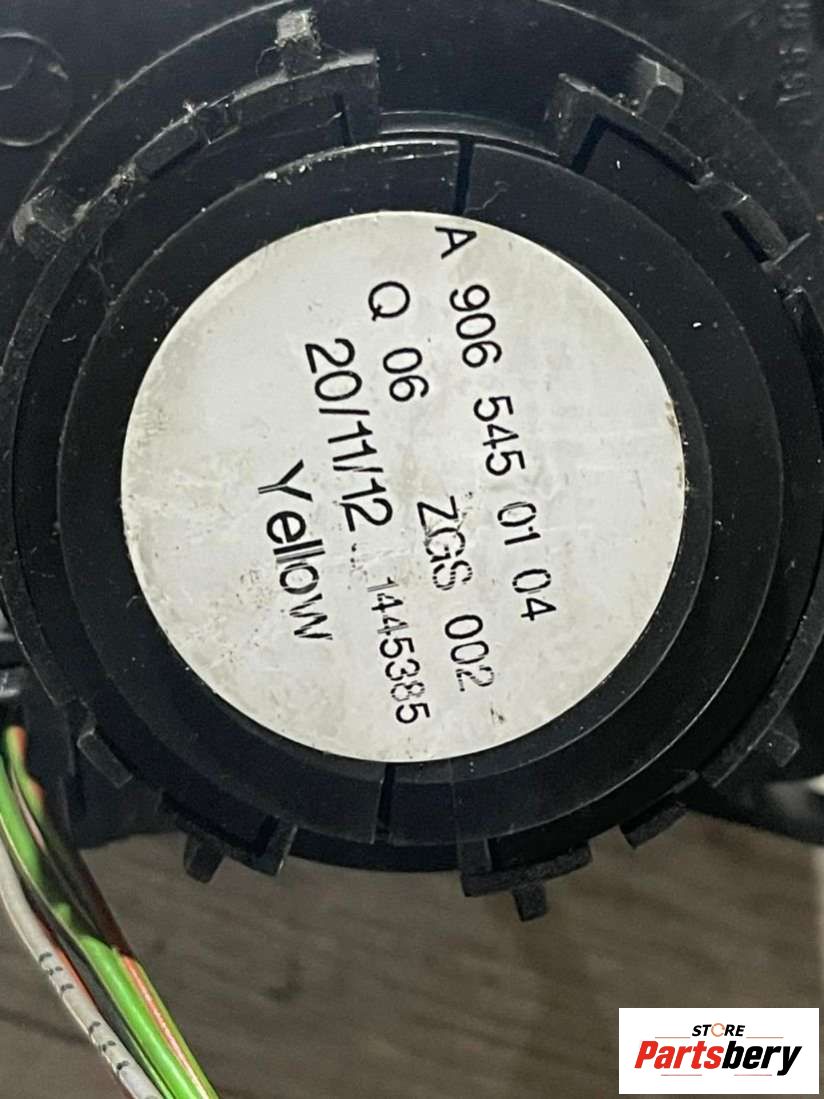 A 906 545 01 04
Q 06 ZGS 002
20/11/12 1445385
Yellow
STORE
Partsbery